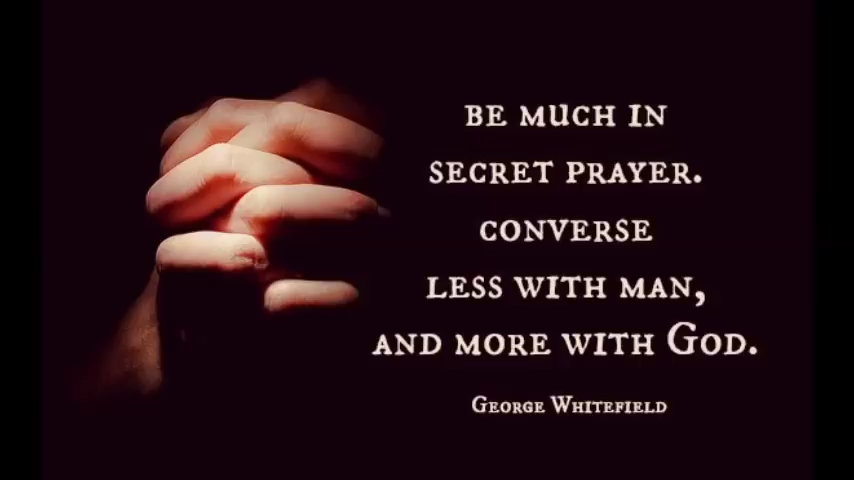 BE MUCH IN
SECRET PRAYER.
CONVERSE
LESS WITH MAN,
AND MORE WITH GOD.
GEORGE WHITEFIELD